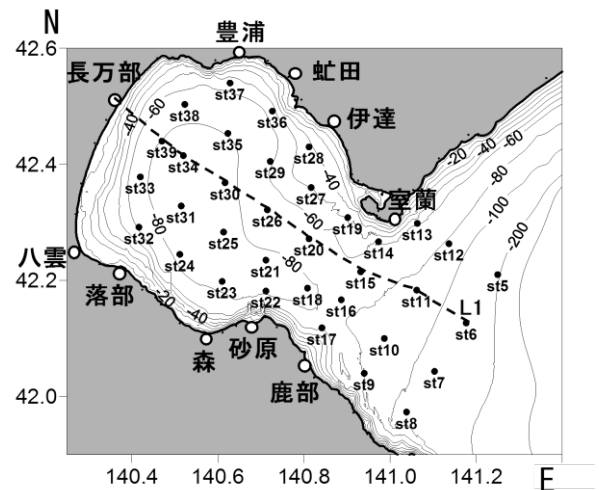 N
42.6
42.4
42.2
42.0
140.4
140.6
140.8
141.0
141.2
E
豊浦
長万部
虻田
伊達
室蘭
八雲
落部
森
砂原
鹿部
st37
st38
st36
st35
st39
st34
st28
st29
st33
st30
st27
st31
st26
st19
st13
st32
st25
st20
st14
st12
st24
st21
st15
st5
st23
st22
st18
st16
st11
L1
st6
st17
st10
st9
st7
st8
-40
-60
-80
-20
-40
-40
-60
-80
-20
-40
-60
-80
-100
-200